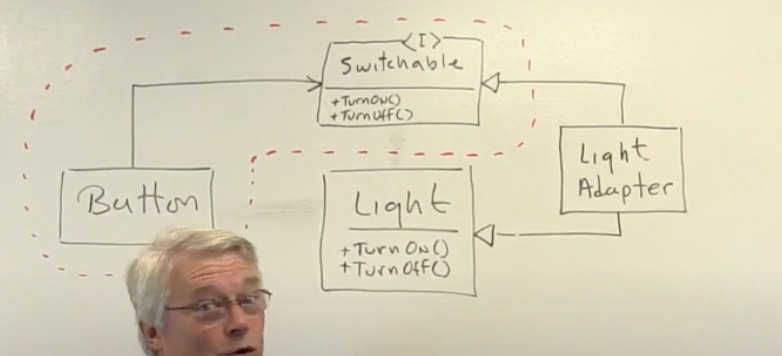 <I>
Switchable
+TurnON()
+TurnOff()
Button
Light
+TurnON()
+TurnOff()
Light
Adapter